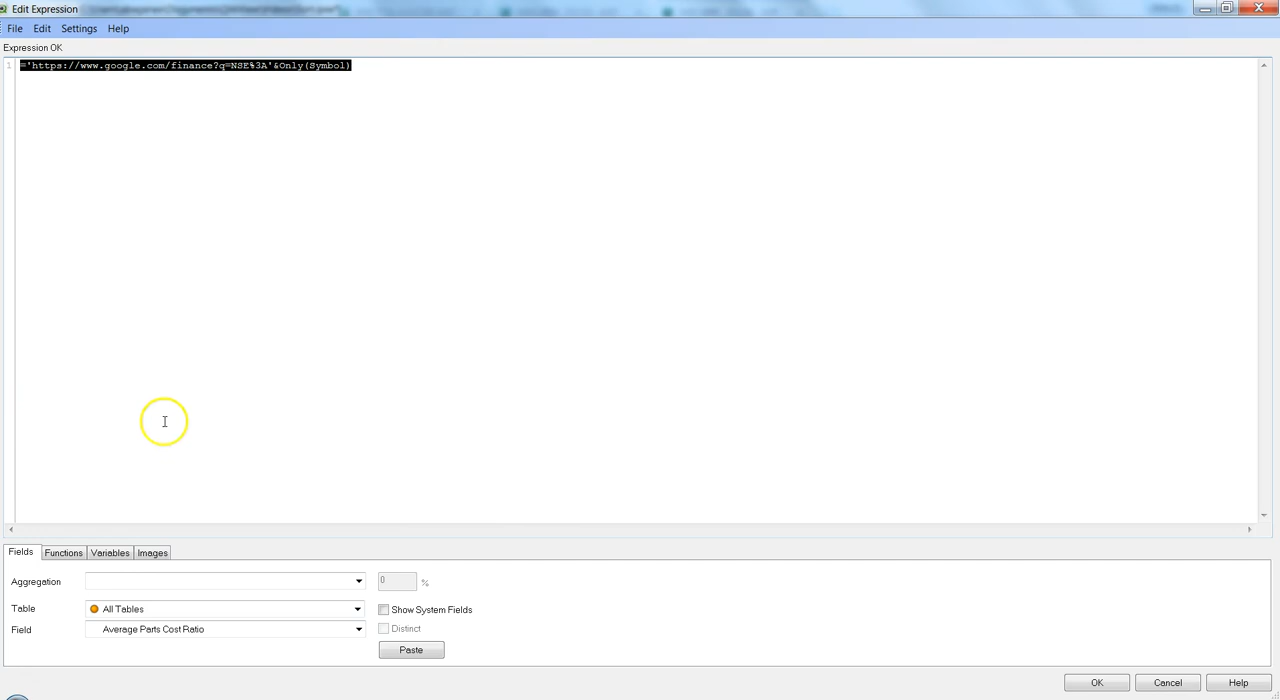 Edit Expression
File Edit Settings Help
Expression OK
1 ='https://www.google.com/finance?q=NSE%3A'&Only(Symbol)
Fields Functions Variables Images
Aggregation 0 %
Table All Tables Show System Fields
Field Average Parts Cost Ratio Distinct
Paste
OK Cancel Help